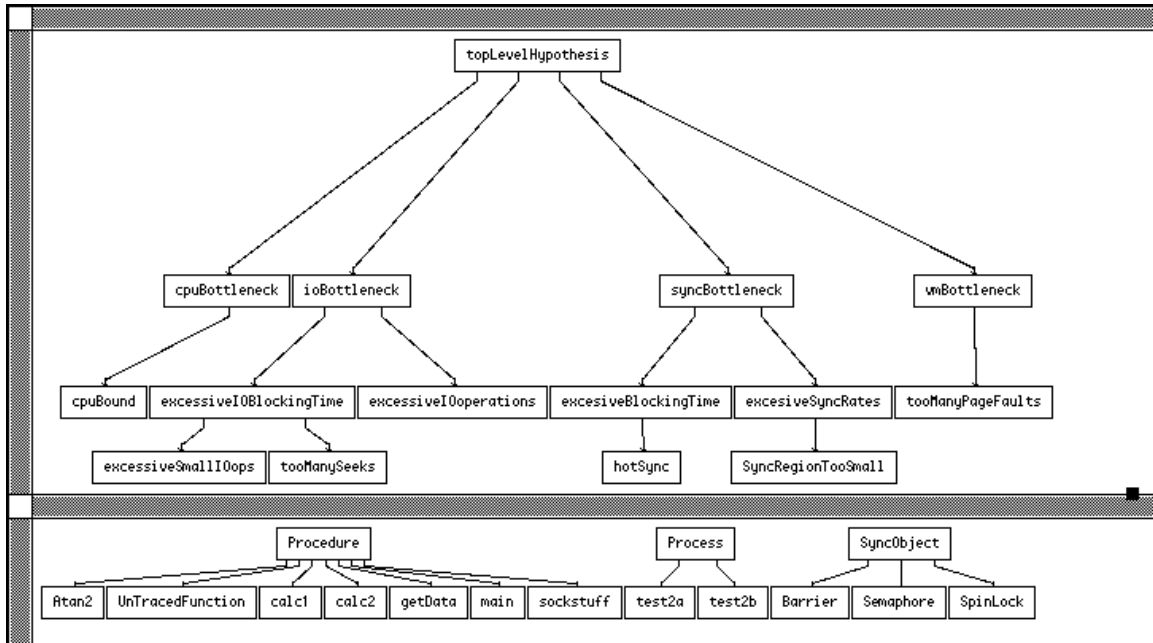 topLevelHypothesis
cpuBottleneck ioBottleneck syncBottleneck vmBottleneck
cpuBound excessiveIOBlockingTime excessiveIOoperations excesiveBlockingTime excesiveSyncRates tooManyPageFaults
excessiveSmallIOops tooManySeeks hotSync SyncRegionTooSmall
Procedure Process SyncObject
Atan2 UnTracedFunction calc1 calc2 getData main sockstuff test2a test2b Barrier Semaphore SpinLock